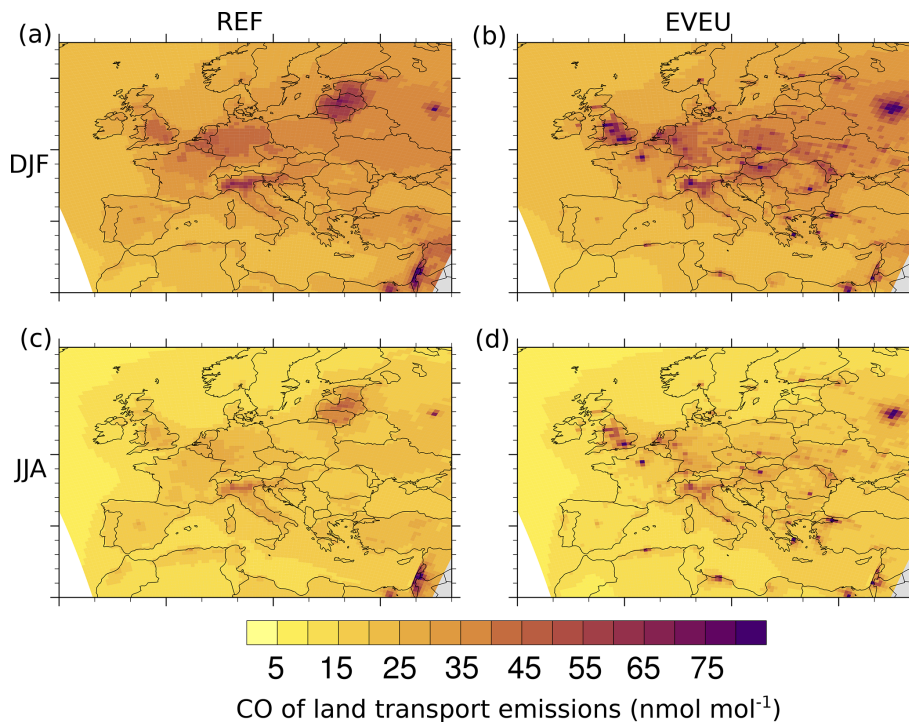 REF EVEU
(a) (b)
DJF
(c) (d)
JJA
5 15 25 35 45 55 65 75
CO of land transport emissions (nmol mol⁻¹)